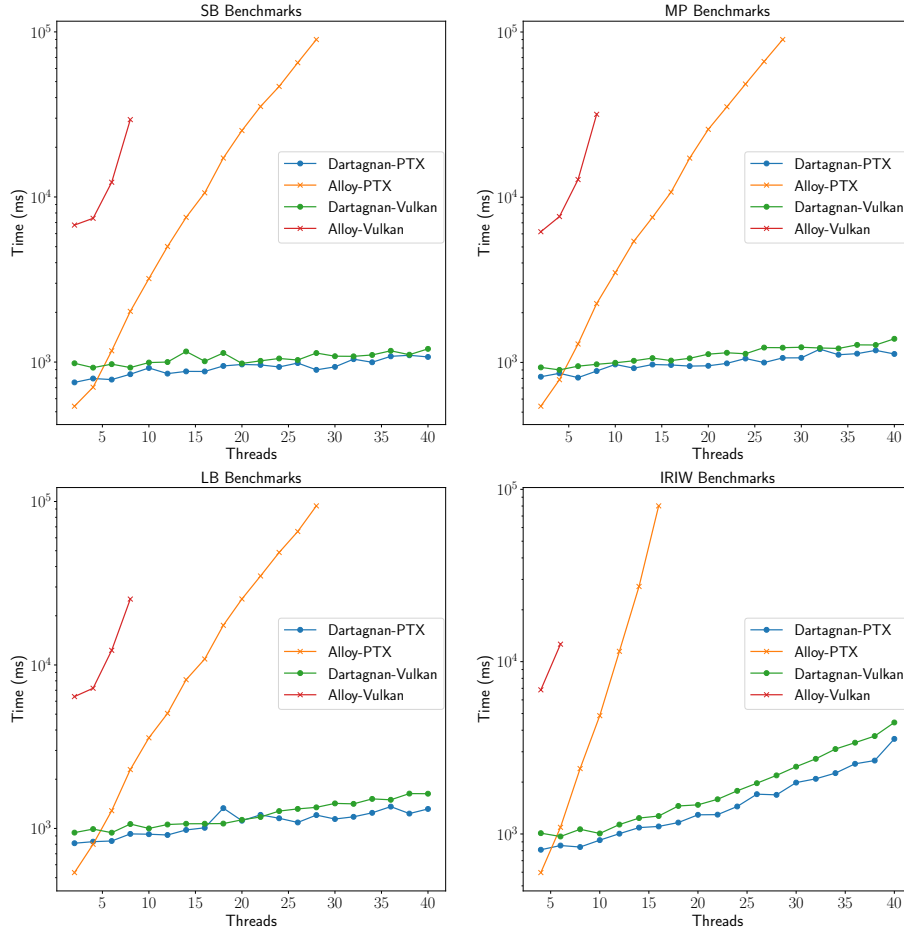 SB Benchmarks
10^5
10^4
10^3
Time (ms)
Dartagnan-PTX
Alloy-PTX
Dartagnan-Vulkan
Alloy-Vulkan
5 10 15 20 25 30 35 40
Threads
MP Benchmarks
10^5
10^4
10^3
Time (ms)
Dartagnan-PTX
Alloy-PTX
Dartagnan-Vulkan
Alloy-Vulkan
5 10 15 20 25 30 35 40
Threads
LB Benchmarks
10^5
10^4
10^3
Time (ms)
Dartagnan-PTX
Alloy-PTX
Dartagnan-Vulkan
Alloy-Vulkan
5 10 15 20 25 30 35 40
Threads
IRIW Benchmarks
10^5
10^4
10^3
Time (ms)
Dartagnan-PTX
Alloy-PTX
Dartagnan-Vulkan
Alloy-Vulkan
5 10 15 20 25 30 35 40
Threads